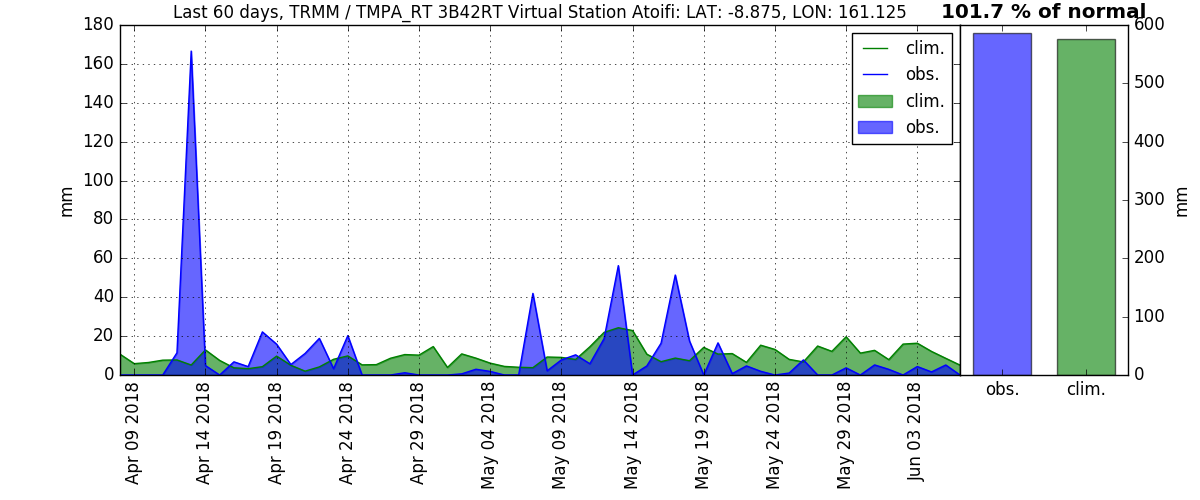 Last 60 days, TRMM / TMPA_RT 3B42RT Virtual Station Atoifi: LAT: -8.875, LON: 161.125
101.7 % of normal
180
160
140
120
100
80
60
40
20
0
mm
clim.
obs.
clim.
obs.
Apr 09 2018
Apr 14 2018
Apr 19 2018
Apr 24 2018
Apr 29 2018
May 04 2018
May 09 2018
May 14 2018
May 19 2018
May 24 2018
May 29 2018
Jun 03 2018
600
500
400
300
200
100
0
mm
obs.
clim.